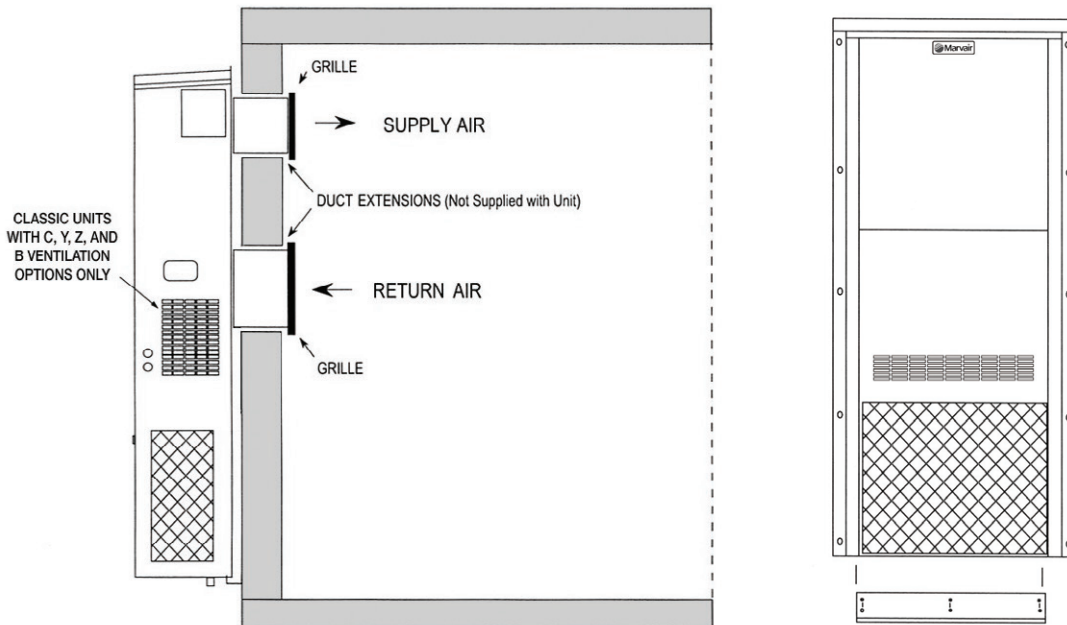 GRILLE
SUPPLY AIR
DUCT EXTENSIONS (Not Supplied with Unit)
CLASSIC UNITS
WITH C, Y, Z, AND
B VENTILATION
OPTIONS ONLY
RETURN AIR
GRILLE
Marvair